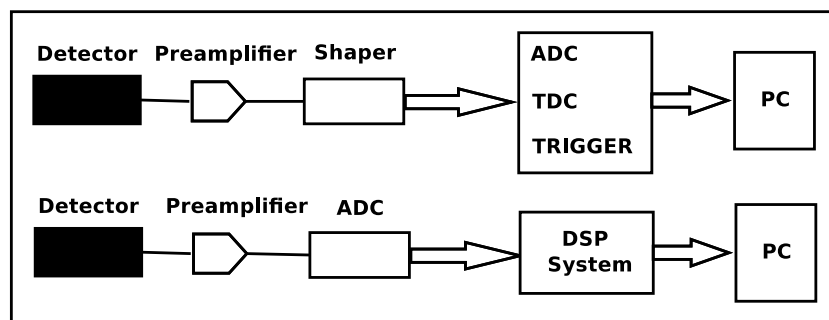 Detector Preamplifier Shaper
ADC
TDC
TRIGGER
PC
Detector Preamplifier ADC
DSP
System
PC